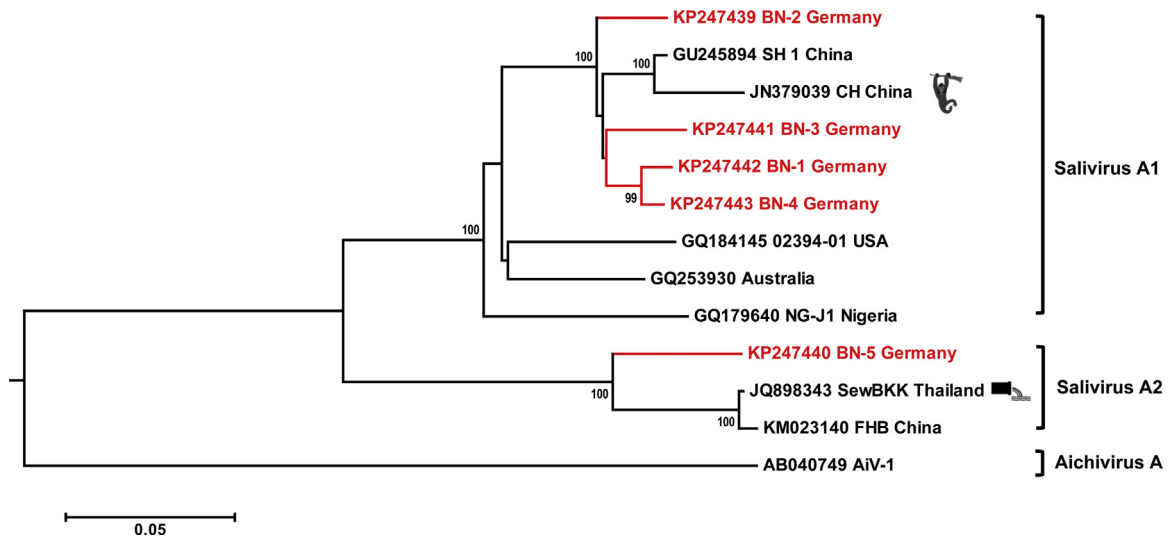 KP247439 BN-2 Germany
100
GU245894 SH 1 China
100
JN379039 CH China
KP247441 BN-3 Germany
KP247442 BN-1 Germany
Salivirus A1
99
KP247443 BN-4 Germany
100
GQ184145 02394-01 USA
GQ253930 Australia
GQ179640 NG-J1 Nigeria
KP247440 BN-5 Germany
100
JQ898343 SewBKK Thailand
Salivirus A2
100
KM023140 FHB China
AB040749 AiV-1
Aichivirus A
0.05